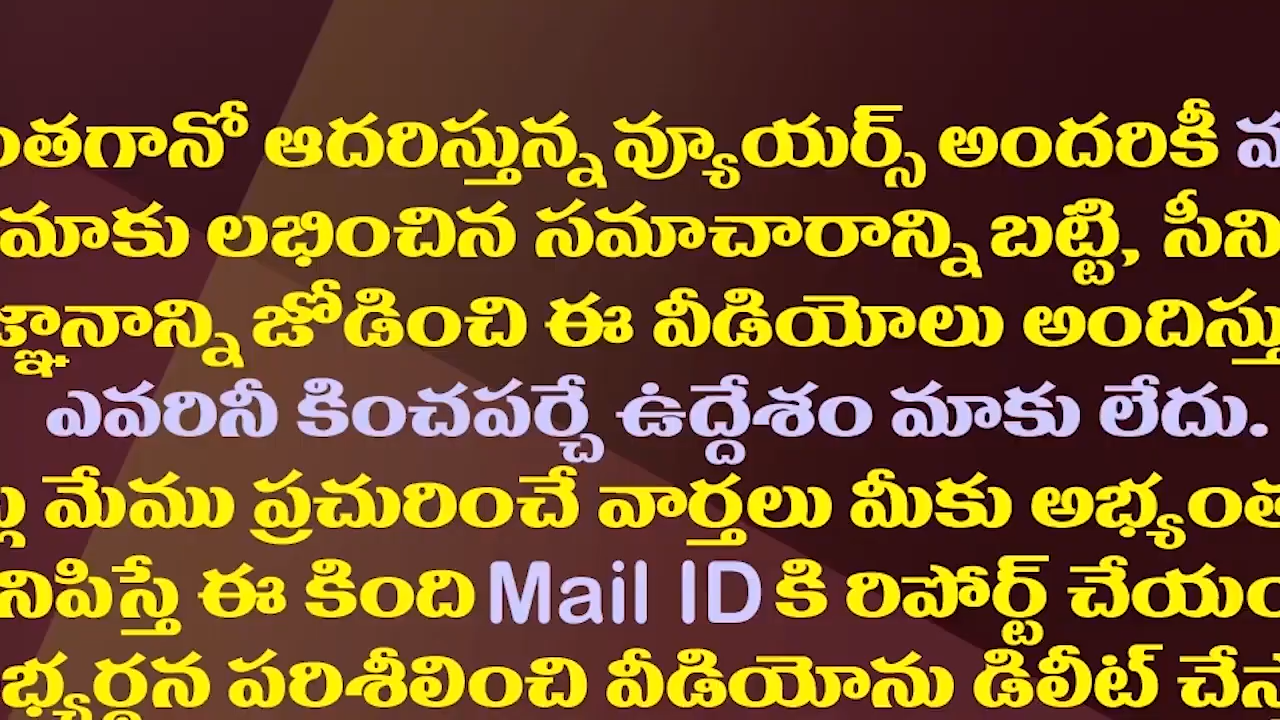 ంతగానో ఆదరిస్తున్న వ్యూయర్స్ అందరికీ
మాకు లభించిన సమాచారాన్ని బట్టి, సీని
జ్ఞానాన్ని జోడించి ఈ వీడియోలు అందిస్తు
ఎవరినీ కించపర్చే ఉద్దేశం మాకు లేదు.
మేము ప్రచురించే వార్తలు మీకు అభ్యంత
నిపిస్తే ఈ కింది Mail ID కి రిపోర్ట్ చేయం
భ్యర్థన పరిశీలించి వీడియోను డిలీట్ చేస